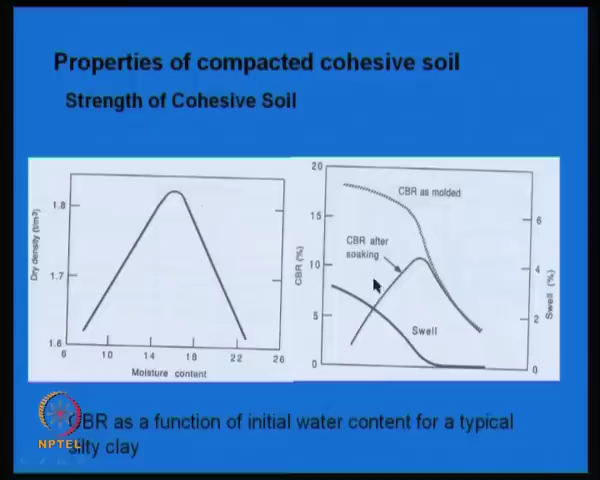 Properties of compacted cohesive soil
Strength of Cohesive Soil
Dry density (t/m³)
1.8
1.7
1.6
6
10
14
18
22
26
Moisture content
CBR (%)
20
15
10
5
0
CBR as molded
CBR after
soaking
Swell
6
4
2
0
Swell (%)
CBR as a function of initial water content for a typical
silty clay
NPTEL